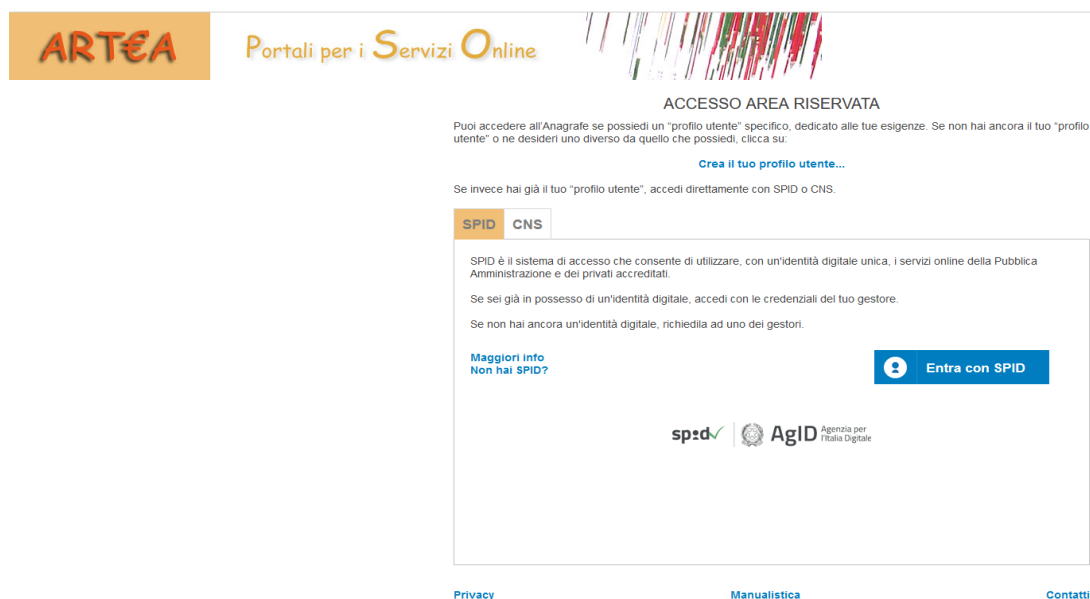 ART€A
Portali per i Servizi Online
ACCESSO AREA RISERVATA
Puoi accedere all'Anagrafe se possiedi un “profilo utente” specifico, dedicato alle tue esigenze. Se non hai ancora il tuo “profilo
utente” o ne desideri uno diverso da quello che possiedi, clicca su:
Crea il tuo profilo utente...
Se invece hai già il tuo “profilo utente”, accedi direttamente con SPID o CNS.
SPID CNS
SPID è il sistema di accesso che consente di utilizzare, con un'identità digitale unica, i servizi online della Pubblica
Amministrazione e dei privati accreditati.
Se sei già in possesso di un'identità digitale, accedi con le credenziali del tuo gestore.
Se non hai ancora un'identità digitale, richiedila ad uno dei gestori.
Maggiori info
Non hai SPID?
Entra con SPID
spid AgID Agenzia per
l'Italia Digitale
Privacy Manualistica Contatti